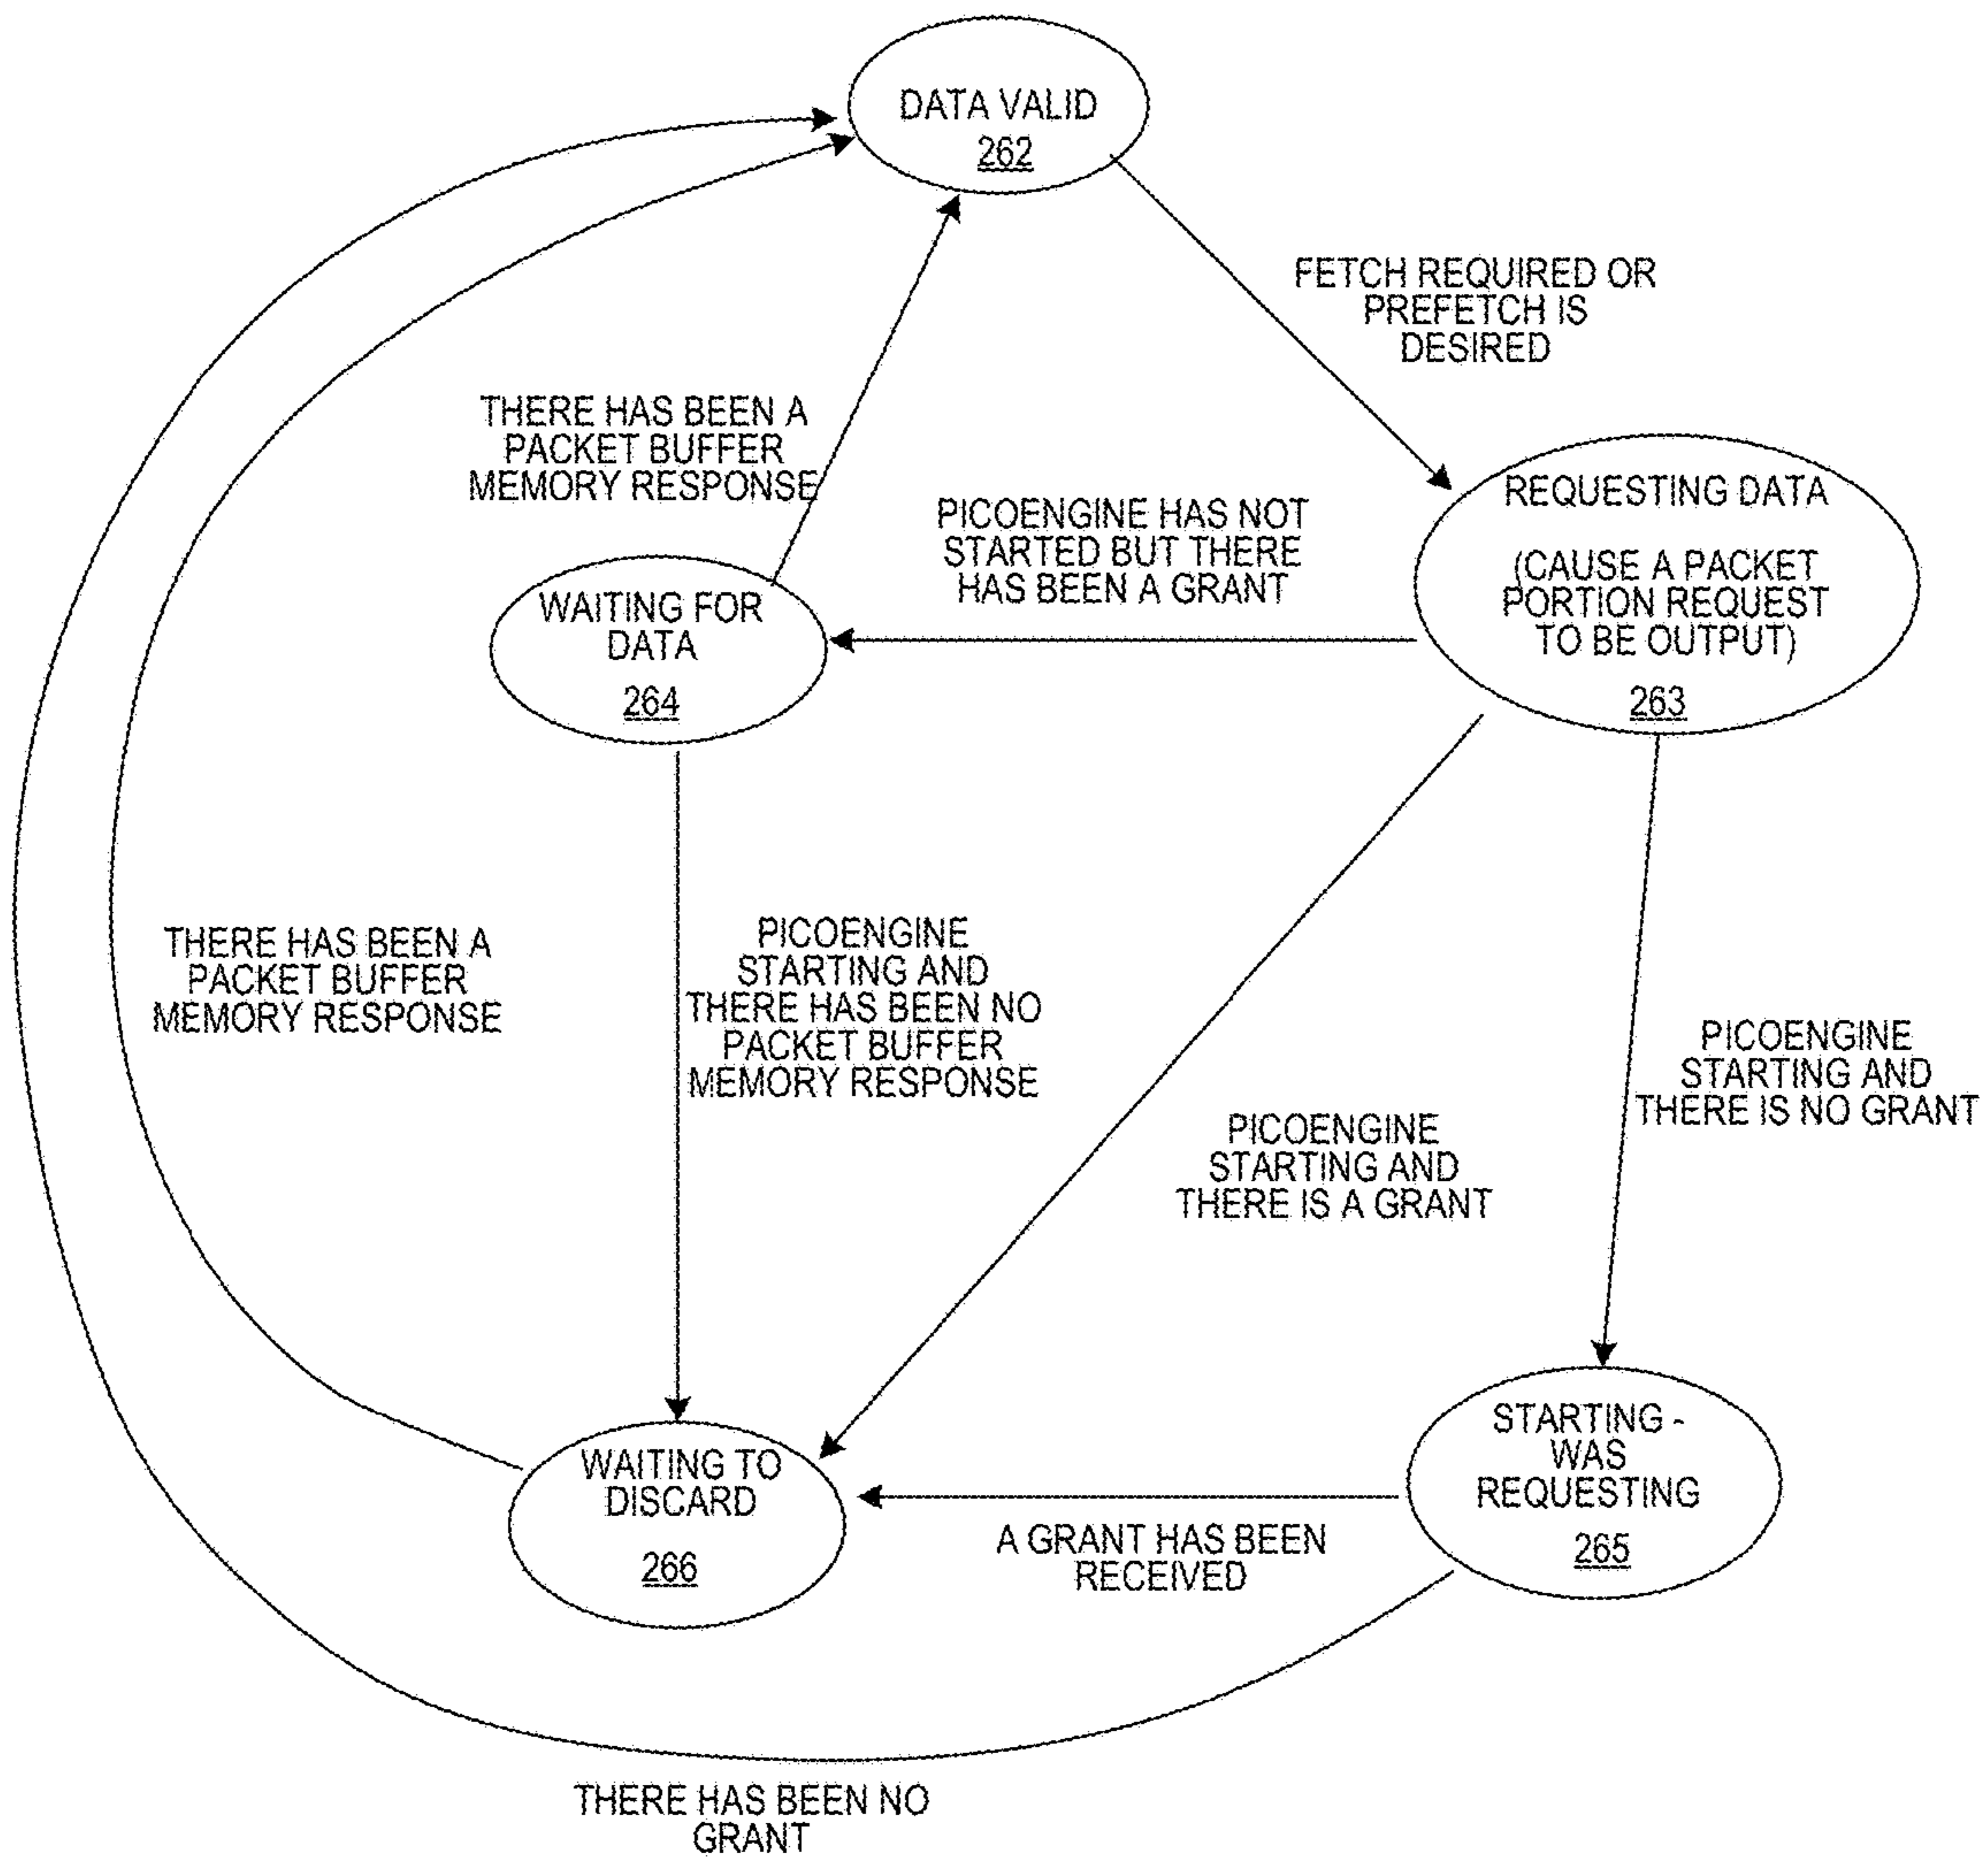 DATA VALID
262
FETCH REQUIRED OR
PREFETCH IS
DESIRED
THERE HAS BEEN A
PACKET BUFFER
MEMORY RESPONSE
PICOENGINE HAS NOT
STARTED BUT THERE
HAS BEEN A GRANT
REQUESTING DATA
(CAUSE A PACKET
PORTION REQUEST
TO BE OUTPUT)
263
WAITING FOR
DATA
264
THERE HAS BEEN A
PACKET BUFFER
MEMORY RESPONSE
PICOENGINE
STARTING AND
THERE HAS BEEN NO
PACKET BUFFER
MEMORY RESPONSE
PICOENGINE
STARTING AND
THERE IS A GRANT
PICOENGINE
STARTING AND
THERE IS NO GRANT
WAITING TO
DISCARD
266
A GRANT HAS BEEN
RECEIVED
STARTING -
WAS
REQUESTING
265
THERE HAS BEEN NO
GRANT